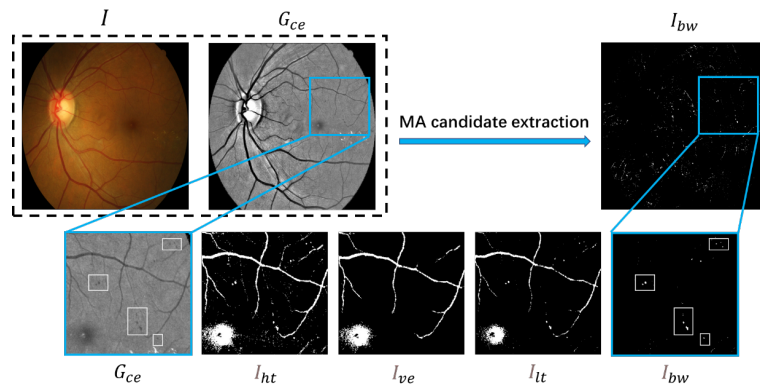 I
G_ce
I_bw
MA candidate extraction
G_ce
I_ht
I_ve
I_lt
I_bw